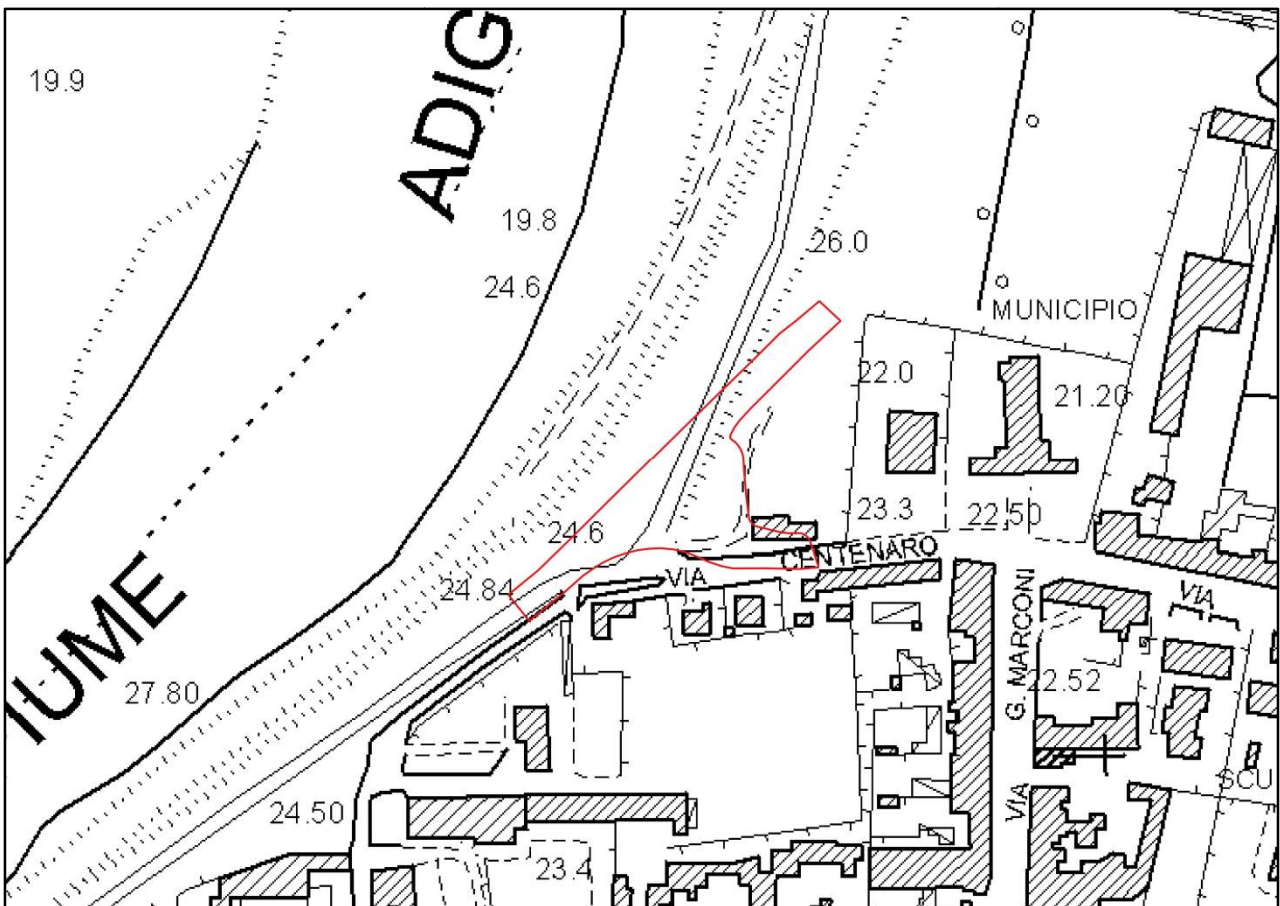 19.9
ADIG
19.8
24.6
26.0
MUNICIPIO
22.0
21.20
24.6
23.3
22.50
CENTENARO
VIA
24.84
VIA
IUME
27.80
G. MARCONI
22.52
VIA
SCU
24.50
23.4